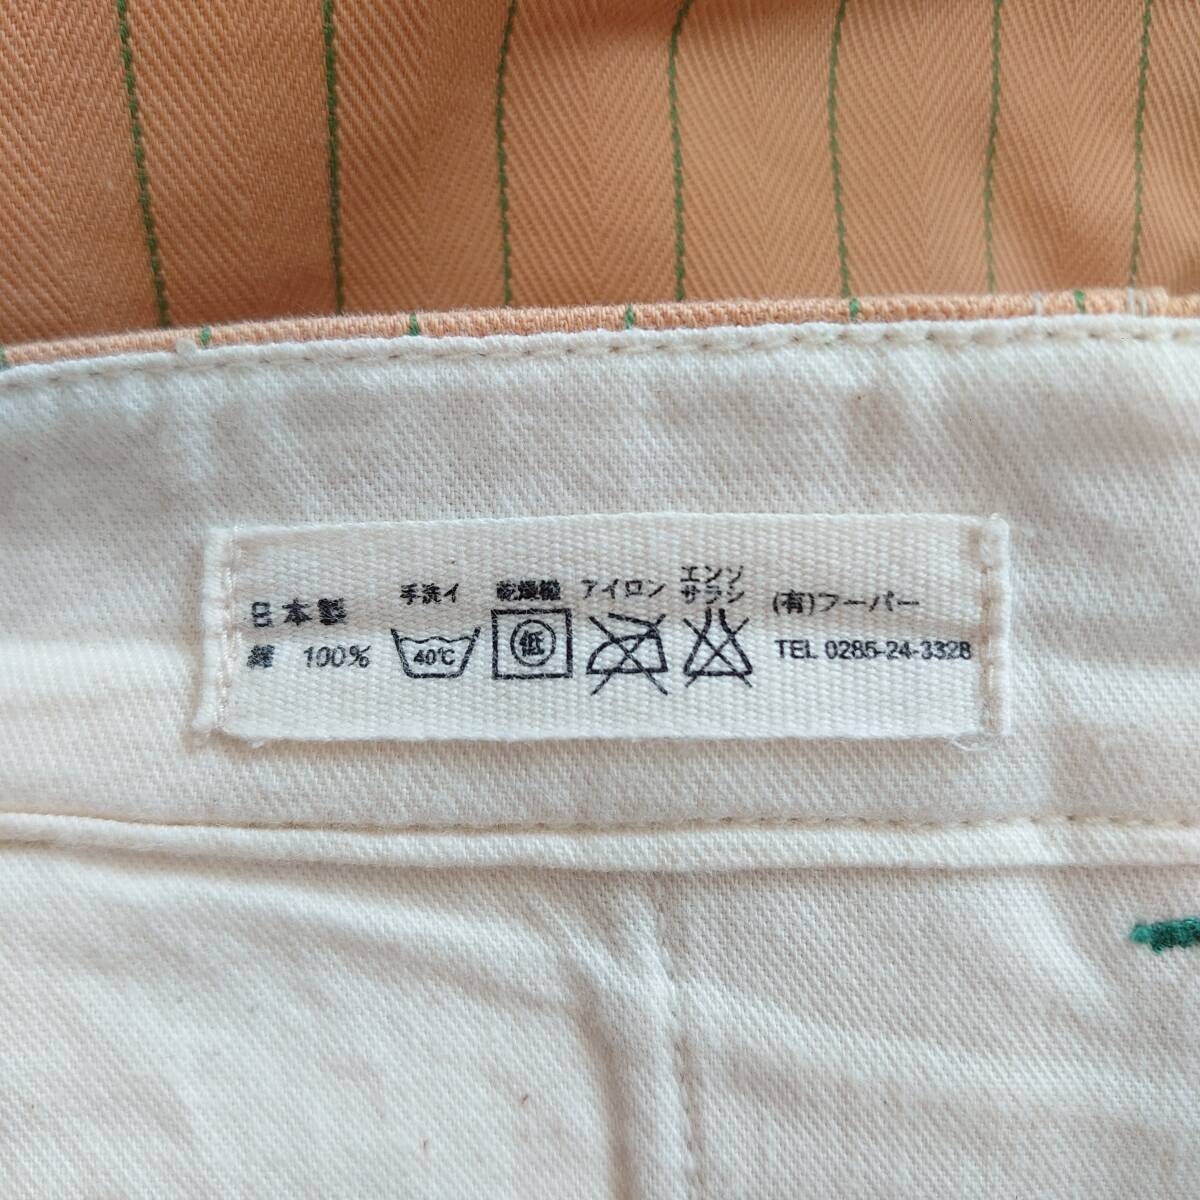 日本製
綿 100%
手洗イ
40℃
乾燥機
低
アイロン
エンソ
サラシ
(有)フーパー
TEL 0285-24-3328